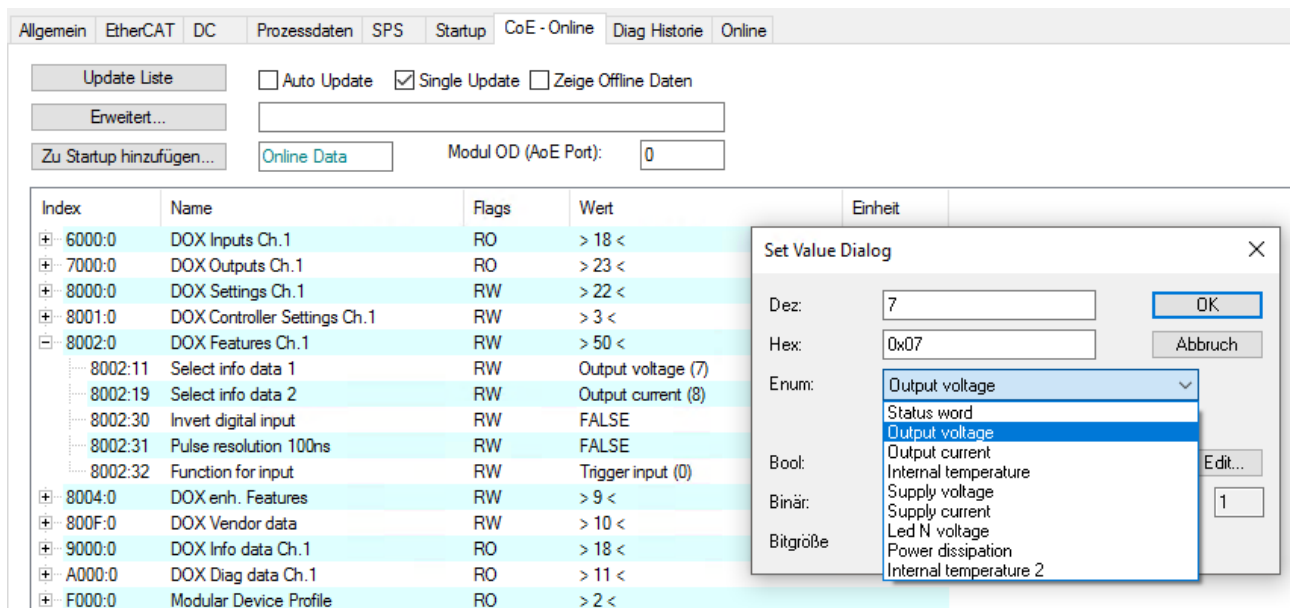 Allgemein EtherCAT DC Prozessdaten SPS Startup CoE - Online Diag Historie Online
Update Liste Auto Update Single Update Zeige Offline Daten
Erweitert...
Zu Startup hinzufügen... Online Data Modul OD (AoE Port): 0
Index Name Flags Wert Einheit
6000:0 DOX Inputs Ch.1 RO > 18 <
7000:0 DOX Outputs Ch.1 RO > 23 <
8000:0 DOX Settings Ch.1 RW > 22 <
8001:0 DOX Controller Settings Ch.1 RW > 3 <
8002:0 DOX Features Ch.1 RW > 50 <
8002:11 Select info data 1 RW Output voltage (7)
8002:19 Select info data 2 RW Output current (8)
8002:30 Invert digital input RW FALSE
8002:31 Pulse resolution 100ns RW FALSE
8002:32 Function for input RW Trigger input (0)
8004:0 DOX enh. Features RW > 9 <
800F:0 DOX Vendor data RW > 10 <
9000:0 DOX Info data Ch.1 RO > 18 <
A000:0 DOX Diag data Ch.1 RO > 11 <
F000:0 Modular Device Profile RO > 2 <
Set Value Dialog
Dez: 7 OK
Hex: 0x07 Abbruch
Enum: Output voltage
Status word
Output voltage
Output current
Internal temperature
Supply voltage
Supply current
Led N voltage
Power dissipation
Internal temperature 2
Bool: Edit...
Binär: 1
Bitgröße